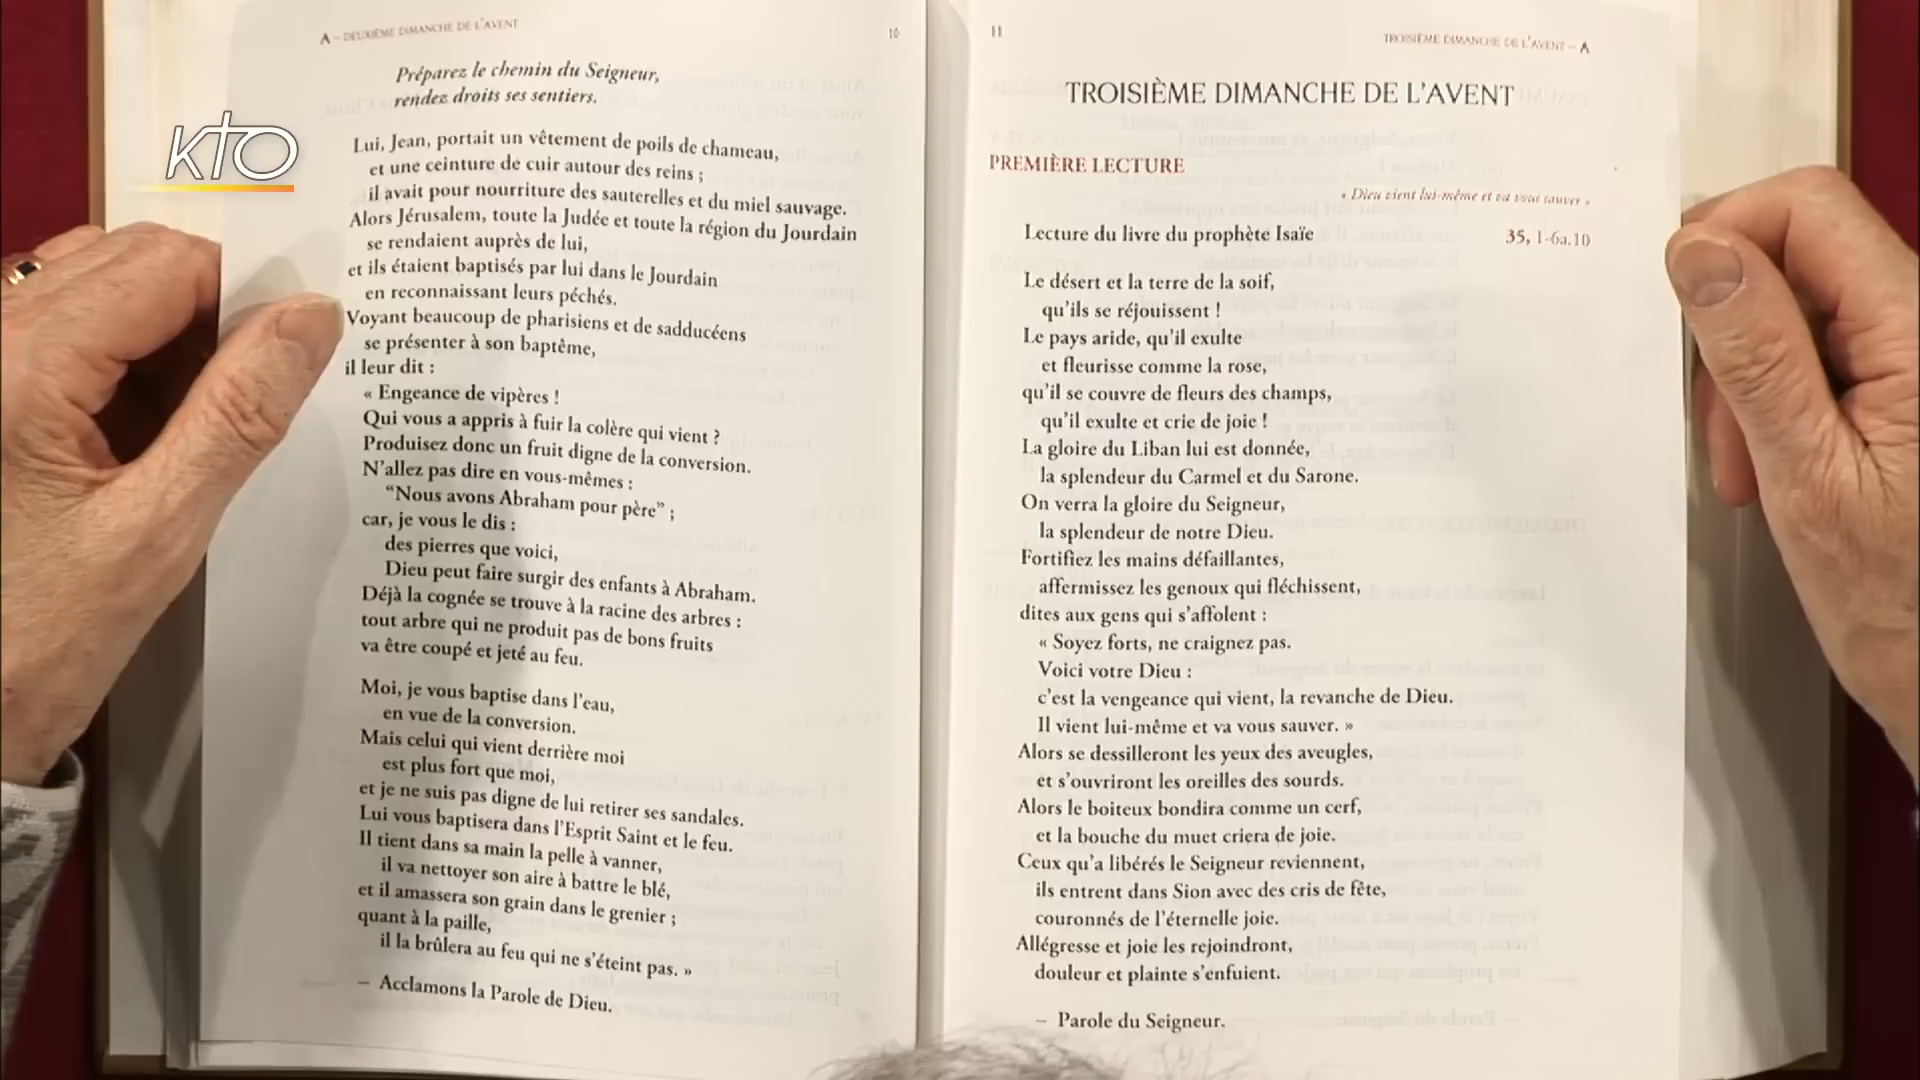 A – DEUXIÈME DIMANCHE DE L'AVENT
10
Préparez le chemin du Seigneur,
rendez droits ses sentiers.
Lui, Jean, portait un vêtement de poils de chameau,
et une ceinture de cuir autour des reins ;
il avait pour nourriture des sauterelles et du miel sauvage.
Alors Jérusalem, toute la Judée et toute la région du Jourdain
se rendaient auprès de lui,
et ils étaient baptisés par lui dans le Jourdain
en reconnaissant leurs péchés.
Voyant beaucoup de pharisiens et de sadducéens
se présenter à son baptême,
il leur dit :
« Engeance de vipères !
Qui vous a appris à fuir la colère qui vient ?
Produisez donc un fruit digne de la conversion.
N'allez pas dire en vous-mêmes :
“Nous avons Abraham pour père” ;
car, je vous le dis :
des pierres que voici,
Dieu peut faire surgir des enfants à Abraham.
Déjà la cognée se trouve à la racine des arbres :
tout arbre qui ne produit pas de bons fruits
va être coupé et jeté au feu.
Moi, je vous baptise dans l'eau,
en vue de la conversion.
Mais celui qui vient derrière moi
est plus fort que moi,
et je ne suis pas digne de lui retirer ses sandales.
Lui vous baptisera dans l'Esprit Saint et le feu.
Il tient dans sa main la pelle à vanner,
il va nettoyer son aire à battre le blé,
et il amassera son grain dans le grenier ;
quant à la paille,
il la brûlera au feu qui ne s'éteint pas. »
– Acclamons la Parole de Dieu.
KTO
11
TROISIÈME DIMANCHE DE L'AVENT – A
TROISIÈME DIMANCHE DE L'AVENT
PREMIÈRE LECTURE
« Dieu vient lui-même et va vous sauver »
Lecture du livre du prophète Isaïe 35, 1-6a.10
Le désert et la terre de la soif,
qu'ils se réjouissent !
Le pays aride, qu'il exulte
et fleurisse comme la rose,
qu'il se couvre de fleurs des champs,
qu'il exulte et crie de joie !
La gloire du Liban lui est donnée,
la splendeur du Carmel et du Sarone.
On verra la gloire du Seigneur,
la splendeur de notre Dieu.
Fortifiez les mains défaillantes,
affermissez les genoux qui fléchissent,
dites aux gens qui s'affolent :
« Soyez forts, ne craignez pas.
Voici votre Dieu :
c'est la vengeance qui vient, la revanche de Dieu.
Il vient lui-même et va vous sauver. »
Alors se dessilleront les yeux des aveugles,
et s'ouvriront les oreilles des sourds.
Alors le boiteux bondira comme un cerf,
et la bouche du muet criera de joie.
Ceux qu'a libérés le Seigneur reviennent,
ils entrent dans Sion avec des cris de fête,
couronnés de l'éternelle joie.
Allégresse et joie les rejoindront,
douleur et plainte s'enfuient.
– Parole du Seigneur.